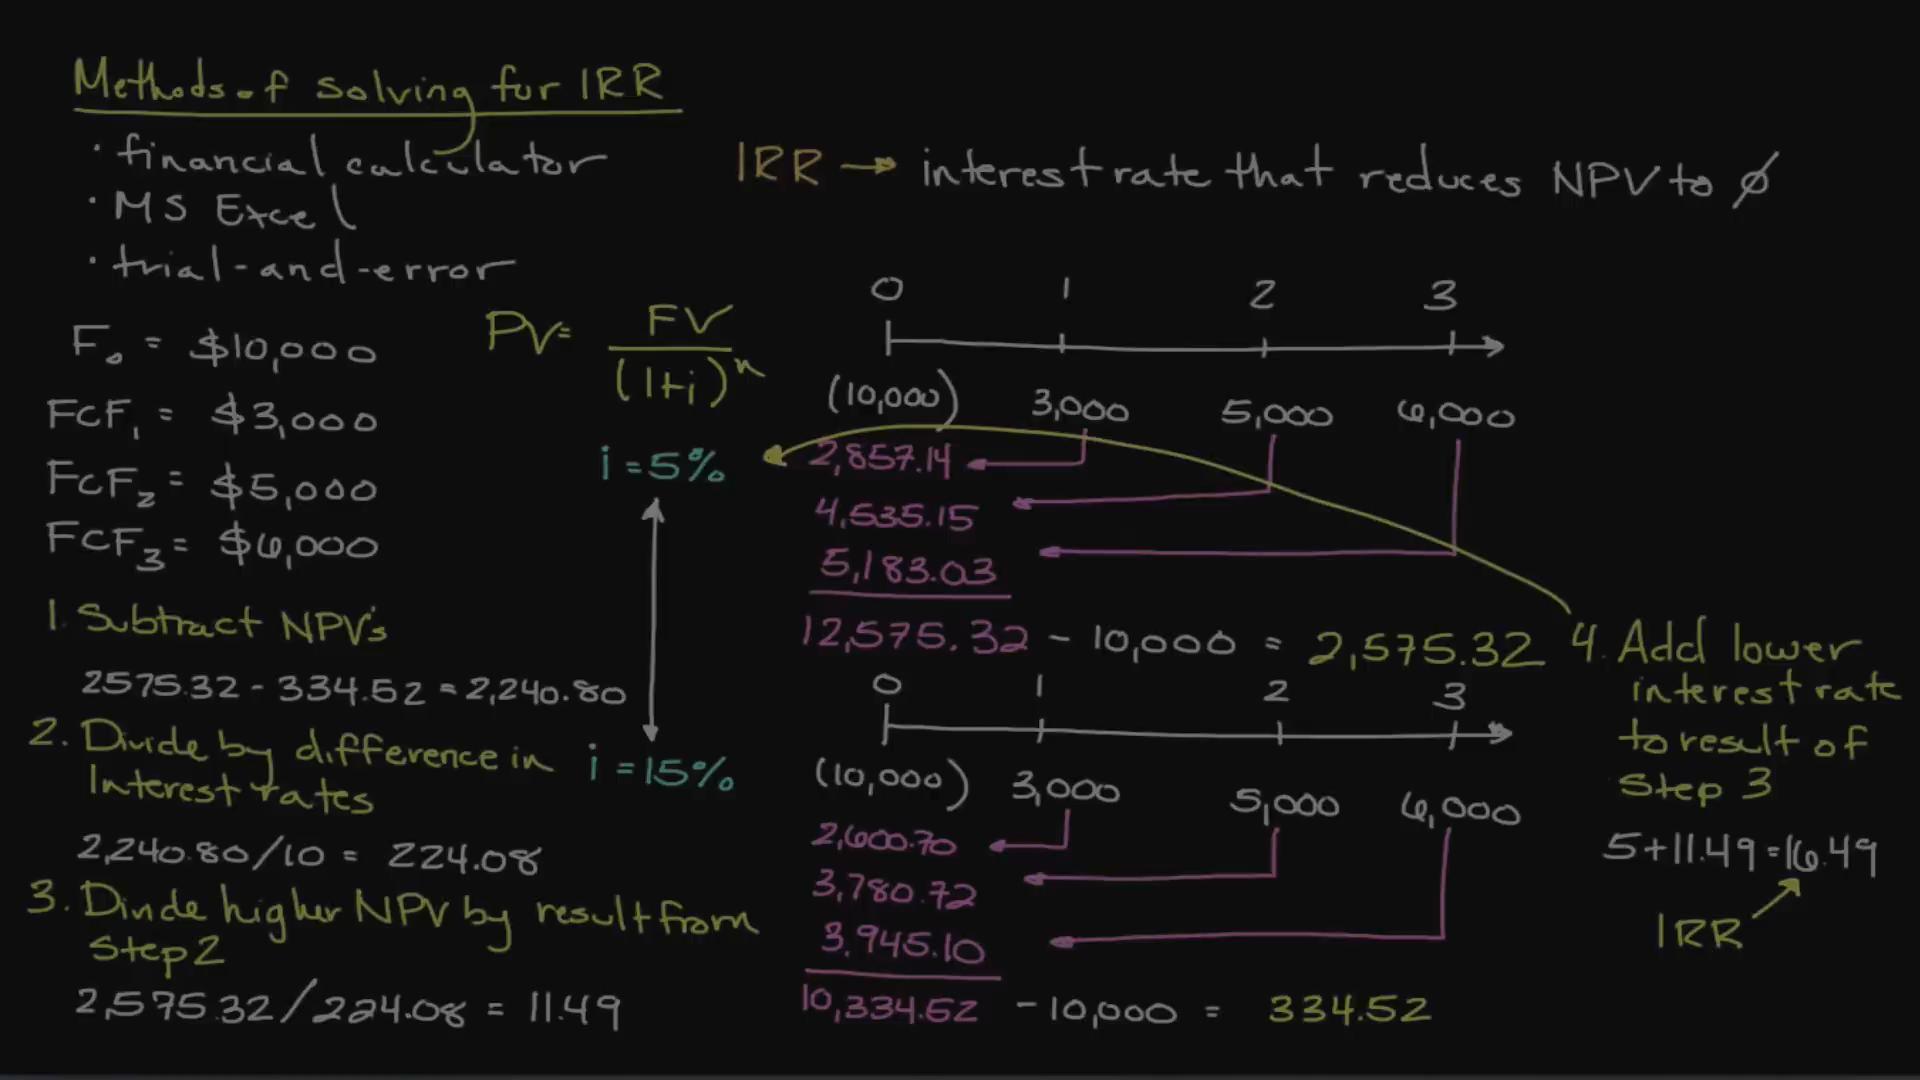 Methods of solving for IRR
· financial calculator
· MS Excel
· trial-and-error
IRR → interest rate that reduces NPV to ∅
F₀ = $10,000
FCF₁ = $3,000
FCF₂ = $5,000
FCF₃ = $6,000
PV= FV
(1+i)ⁿ
0 1 2 3
(10,000) 3,000 5,000 6,000
i=5%
2,857.14
4,535.15
5,183.03
12,575.32 - 10,000 = 2,575.32
0 1 2 3
i=15%
(10,000) 3,000 5,000 6,000
2,600.70
3,780.72
3,945.10
10,334.52 - 10,000 = 334.52
1. Subtract NPV's
2575.32 - 334.52 = 2,240.80
2. Divide by difference in
Interest rates
2,240.80/10 = 224.08
3. Divide higher NPV by result from
Step 2
2,575.32/224.08 = 11.49
4. Add lower
interest rate
to result of
Step 3
5+11.49=16.49
IRR